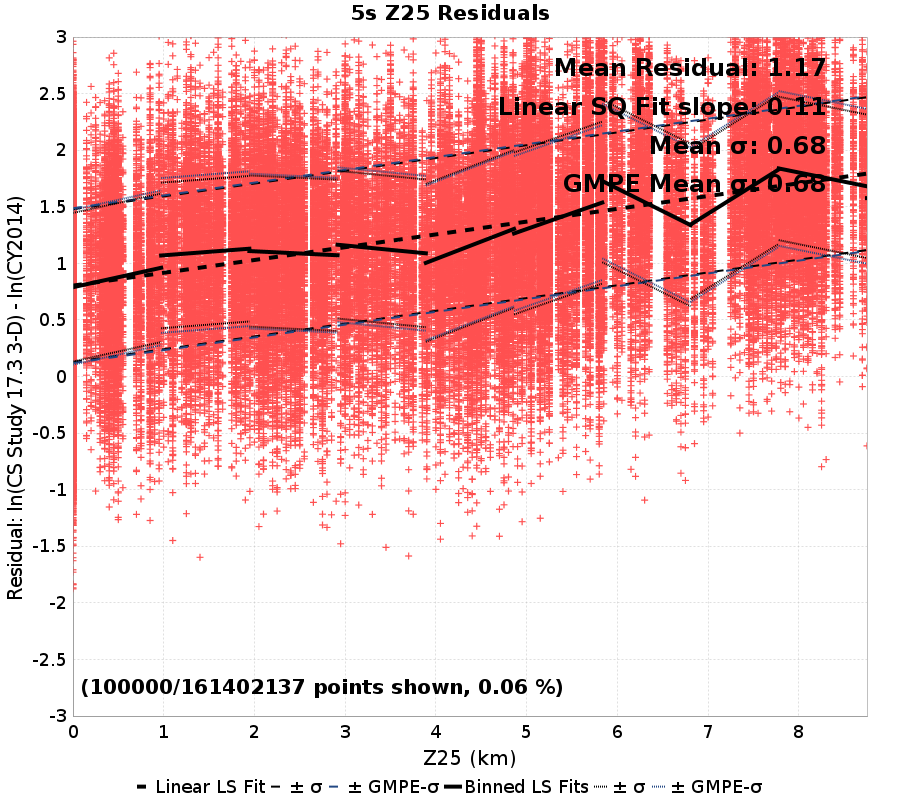 5s Z25 Residuals
Residual: ln(CS Study 17.3 3-D) - ln(CY2014)
3
2.5
2
1.5
1
0.5
0
-0.5
-1
-1.5
-2
-2.5
-3
Mean Residual: 1.17
Linear SQ Fit slope: 0.11
Mean σ: 0.68
GMPE Mean σ: 0.68
(100000/161402137 points shown, 0.06 %)
0 1 2 3 4 5 6 7 8
Z25 (km)
Linear LS Fit ± σ ± GMPE-σ Binned LS Fits ± σ ± GMPE-σ